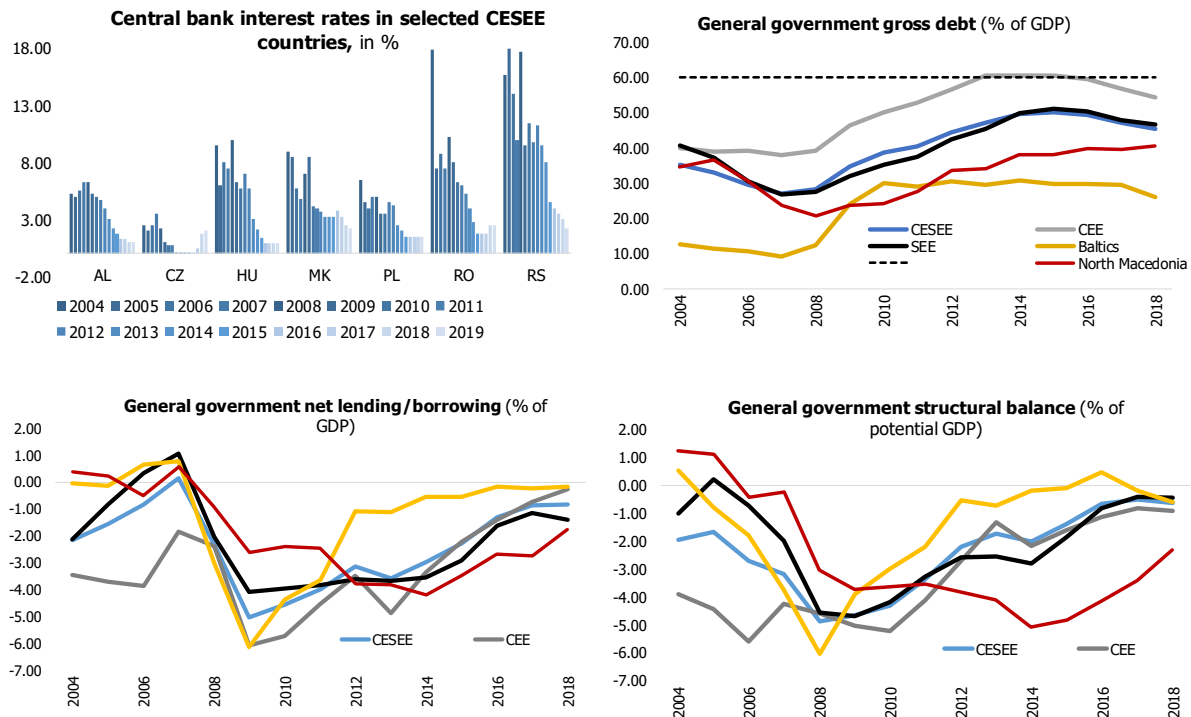 Central bank interest rates in selected CESEE
countries, in %
18.00
13.00
8.00
3.00
-2.00
AL CZ HU MK PL RO RS
2004 2005 2006 2007 2008 2009 2010 2011
2012 2013 2014 2015 2016 2017 2018 2019
General government gross debt (% of GDP)
70.00
60.00
50.00
40.00
30.00
20.00
10.00
0.00
CESEE CEE
SEE Baltics
North Macedonia
2004 2006 2008 2010 2012 2014 2016 2018
General government net lending/borrowing (% of
GDP)
2.00
1.00
0.00
-1.00
-2.00
-3.00
-4.00
-5.00
-6.00
-7.00
CESEE CEE
2004 2006 2008 2010 2012 2014 2016 2018
General government structural balance (% of
potential GDP)
2.00
1.00
0.00
-1.00
-2.00
-3.00
-4.00
-5.00
-6.00
-7.00
CESEE CEE
2004 2006 2008 2010 2012 2014 2016 2018